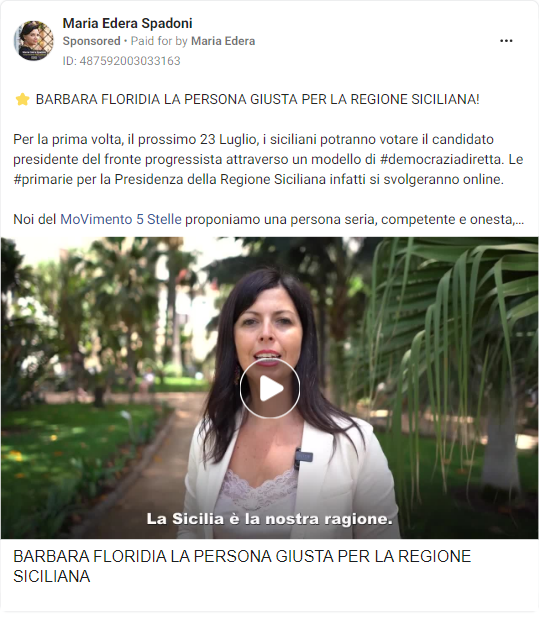 Maria Edera Spadoni
Sponsored • Paid for by Maria Edera
ID: 487592003033163
⭐ BARBARA FLORIDIA LA PERSONA GIUSTA PER LA REGIONE SICILIANA!
Per la prima volta, il prossimo 23 Luglio, i siciliani potranno votare il candidato
presidente del fronte progressista attraverso un modello di #democraziadiretta. Le
#primarie per la Presidenza della Regione Siciliana infatti si svolgeranno online.
Noi del MoVimento 5 Stelle proponiamo una persona seria, competente e onesta,...
La Sicilia è la nostra ragione.
BARBARA FLORIDIA LA PERSONA GIUSTA PER LA REGIONE
SICILIANA